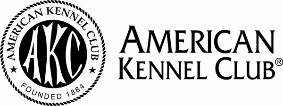 AMERICAN KENNEL CLUB
AKC
FOUNDED 1884
AMERICAN
KENNEL CLUB®